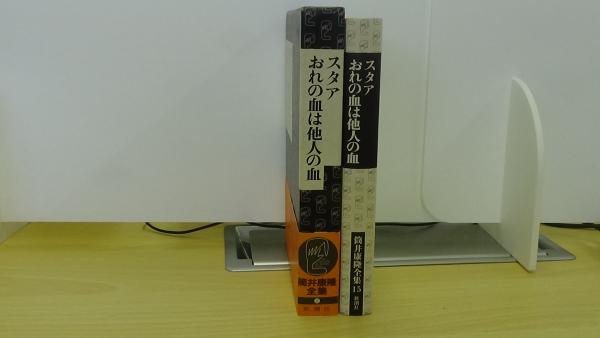 スタア
おれの血は他人の血
筒井康隆
全集
スタア
おれの血は他人の血
筒井康隆全集15
新潮社